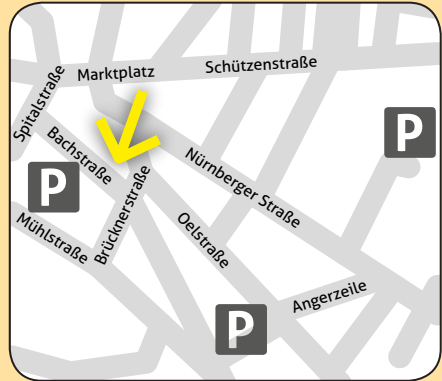 Marktplatz
Schützenstraße
Spitalstraße
P
Bachstraße
Nürnberger Straße
P
Brücknerstraße
Mühlstraße
Oelstraße
Angerzeile
P